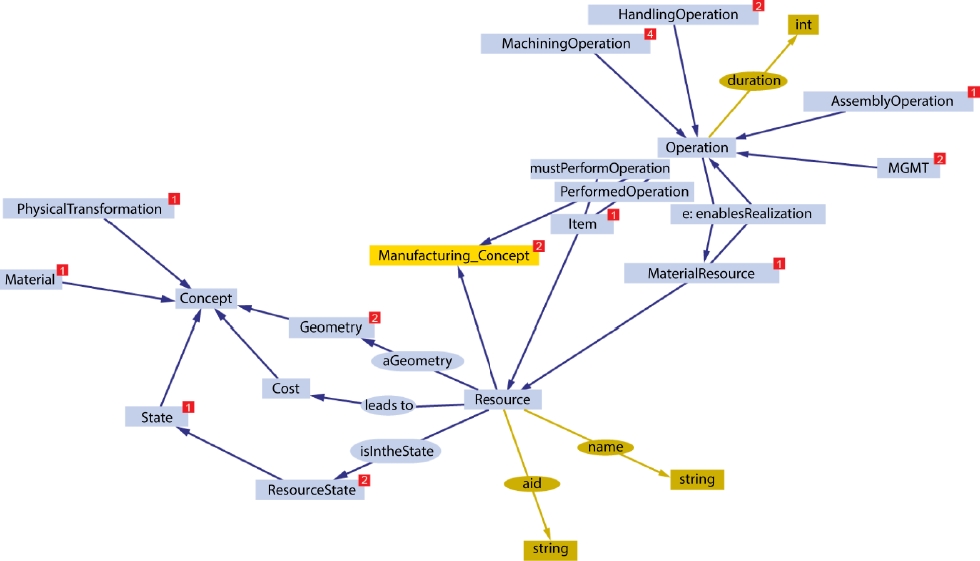 HandlingOperation 2
int
MachiningOperation 4
duration
AssemblyOperation 1
Operation
mustPerformOperation
MGMT 2
PerformedOperation
PhysicalTransformation 1
e: enablesRealization
Item 1
Manufacturing_Concept 2
MaterialResource 1
Material 1
Concept
Geometry 2
aGeometry
Cost
leads to
Resource
State 1
isIntheState
name
ResourceState 2
aid
string
string